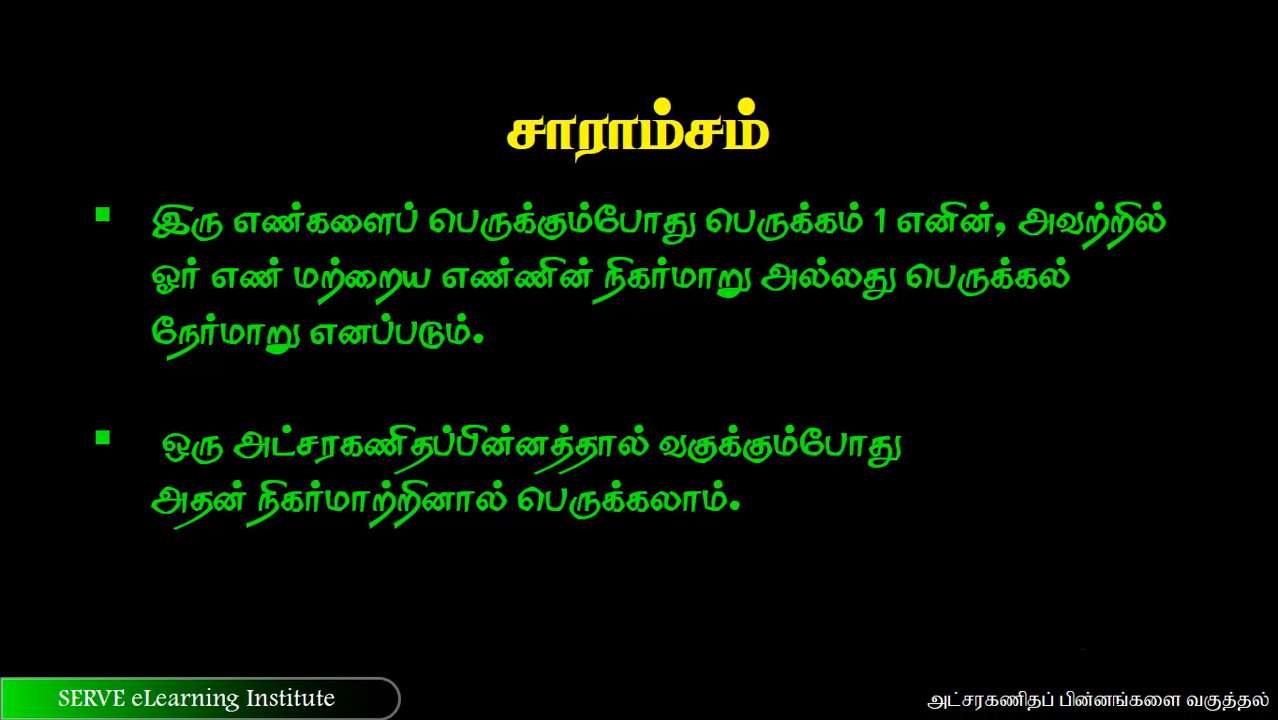 சாராம்சம்
▪ இரு எண்களைப் பெருக்கும்போது பெருக்கம் 1 எனின், அவற்றில்
ஓர் எண் மற்றைய எண்ணின் நிகர்மாறு அல்லது பெருக்கல்
நேர்மாறு எனப்படும்.
▪ ஒரு அட்சரகணிதப்பின்னத்தால் வகுக்கும்போது
அதன் நிகர்மாற்றினால் பெருக்கலாம்.
SERVE eLearning Institute
அட்சரகணிதப் பின்னங்களை வகுத்தல்